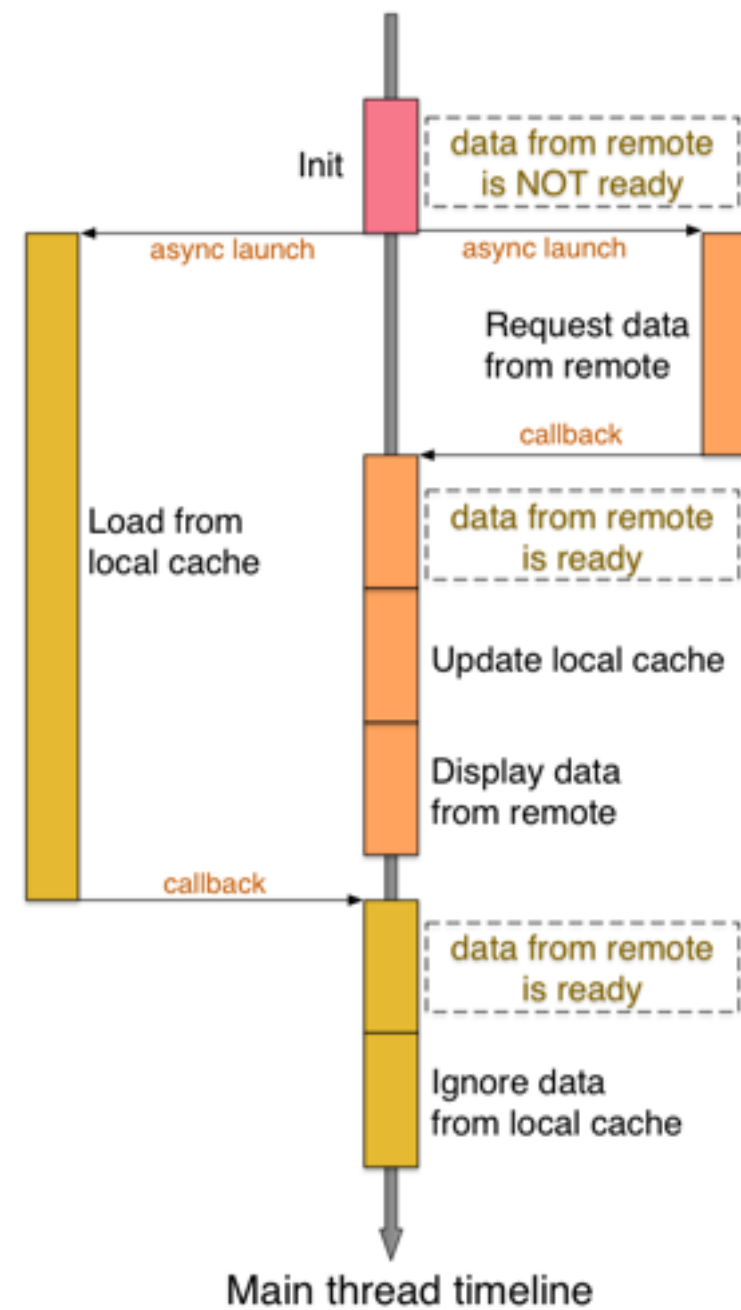 data from remote
is NOT ready
Init
async launch
async launch
Request data
from remote
callback
Load from
local cache
data from remote
is ready
Update local cache
Display data
from remote
callback
data from remote
is ready
Ignore data
from local cache
Main thread timeline